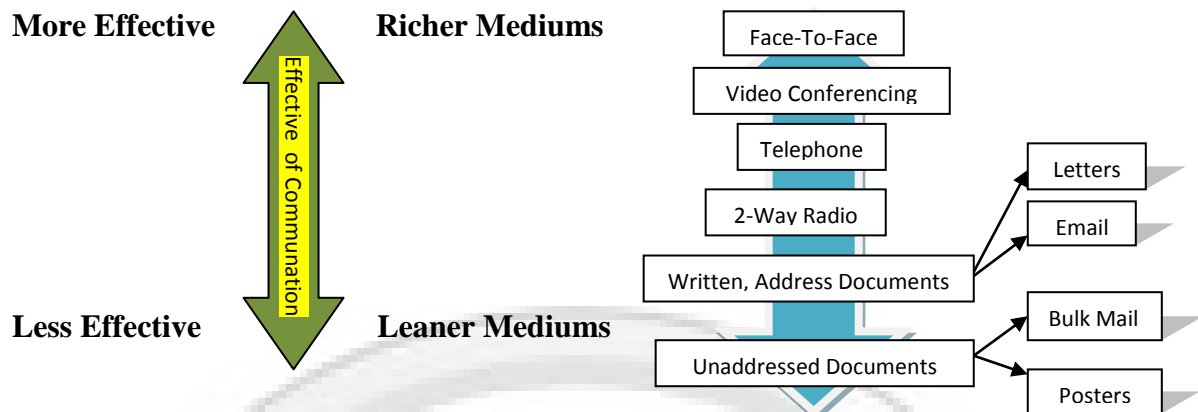 More Effective
Richer Mediums
Effective of Communation
Less Effective
Leaner Mediums
Face-To-Face
Video Conferencing
Telephone
2-Way Radio
Written, Address Documents
Letters
Email
Unaddressed Documents
Bulk Mail
Posters